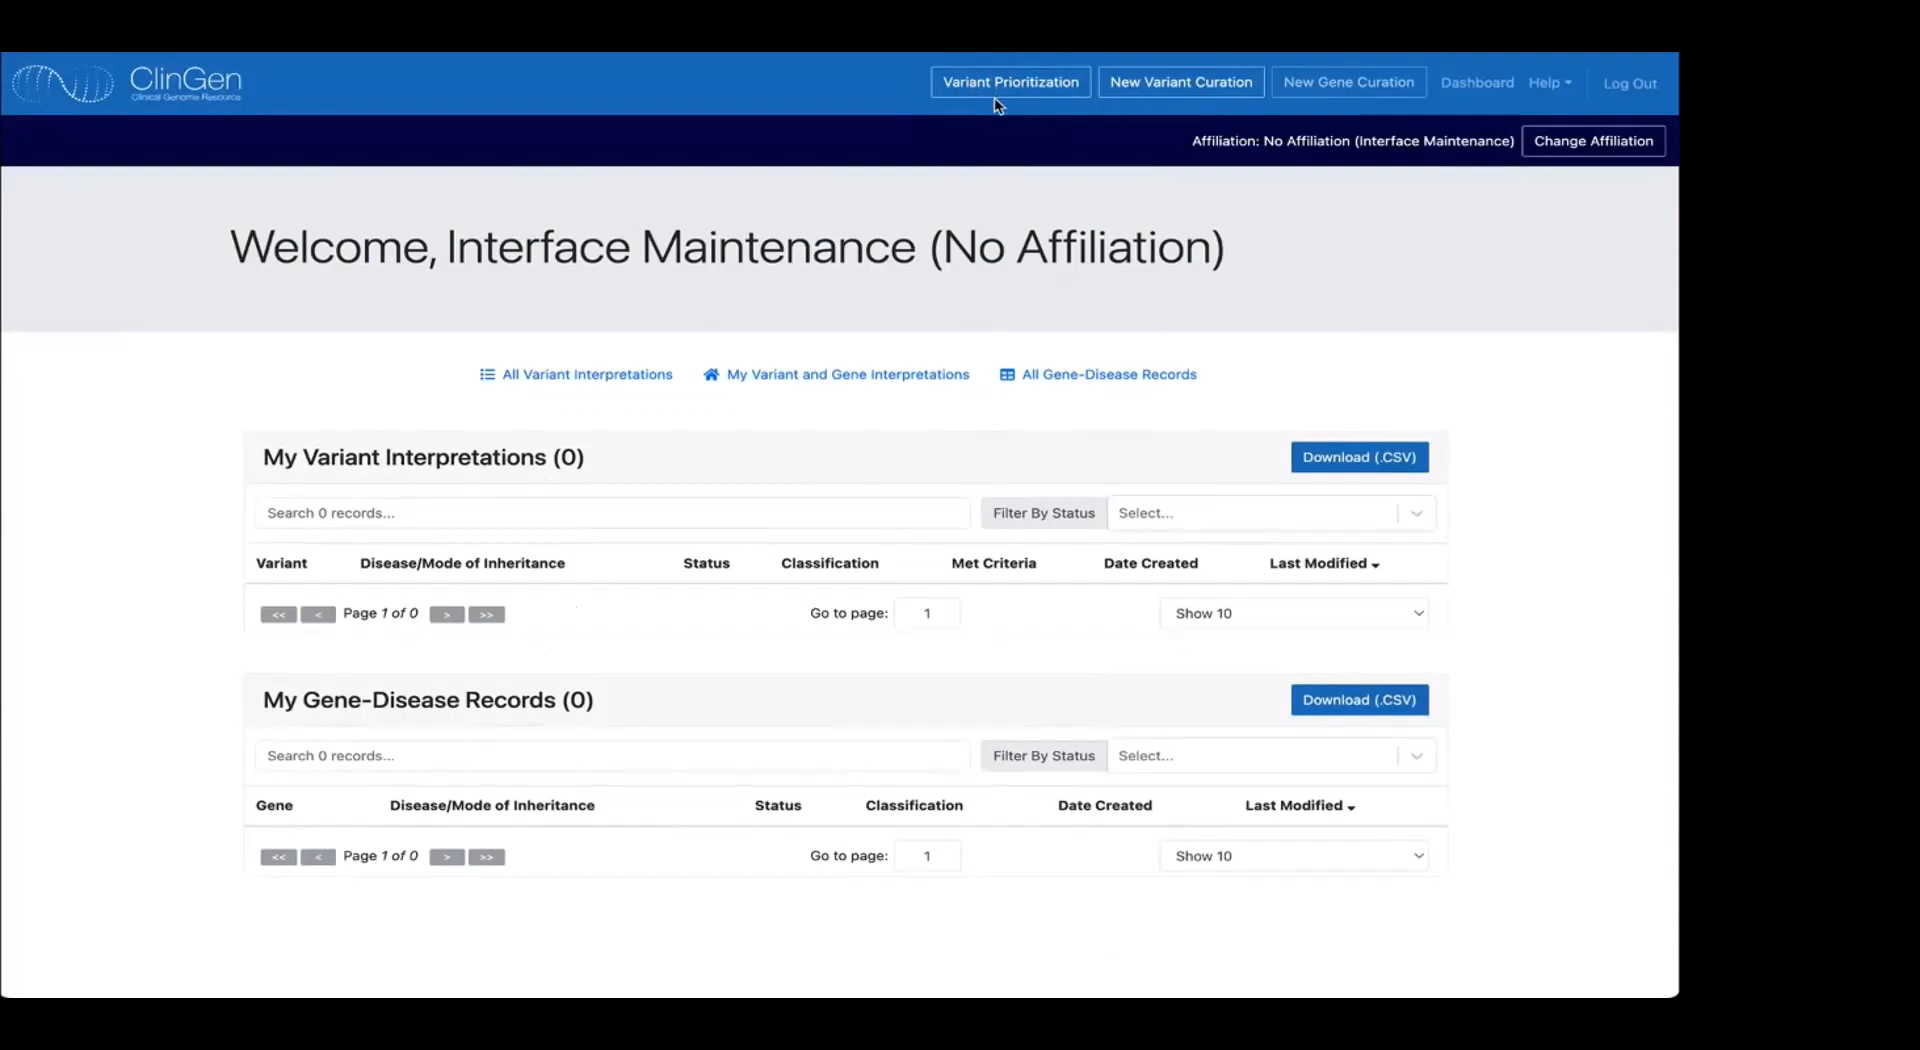 ClinGen
Clinical Genome Resource
Variant Prioritization New Variant Curation New Gene Curation Dashboard Help Log Out
Affiliation: No Affiliation (Interface Maintenance) Change Affiliation
Welcome, Interface Maintenance (No Affiliation)
All Variant Interpretations My Variant and Gene Interpretations All Gene-Disease Records
My Variant Interpretations (0) Download (.CSV)
Search 0 records... Filter By Status Select...
Variant Disease/Mode of Inheritance Status Classification Met Criteria Date Created Last Modified
<< < Page 1 of 0 > >> Go to page: 1 Show 10
My Gene-Disease Records (0) Download (.CSV)
Search 0 records... Filter By Status Select...
Gene Disease/Mode of Inheritance Status Classification Date Created Last Modified
<< < Page 1 of 0 > >> Go to page: 1 Show 10